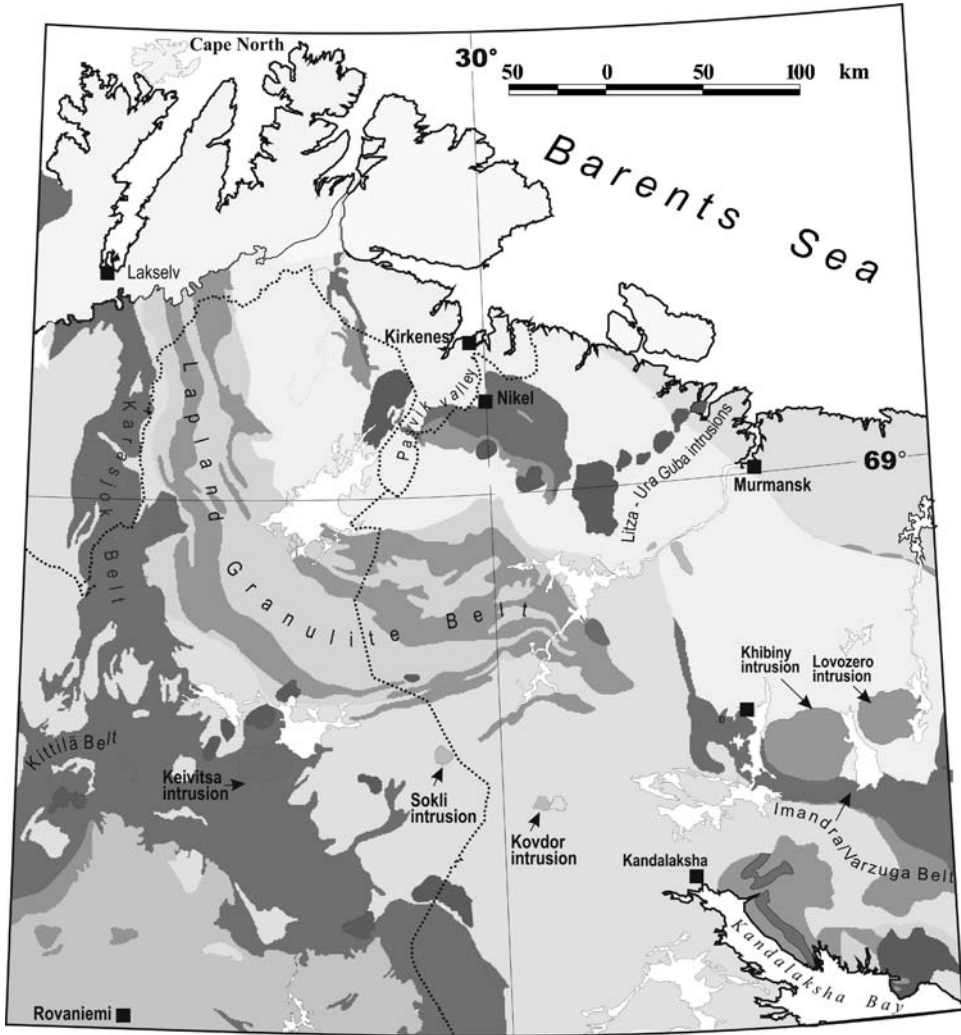 Cape North
30°
50 0 50 100 km
Barents Sea
Lakselv
Kirkenes
Pasvik valley
Nikel
Karasjok Belt
Lapland Granulite Belt
Litza - Ura Guba intrusions
69°
Murmansk
Khibiny
intrusion
Lovozero
intrusion
Kittilä Belt
Keivitsa
intrusion
Sokli
intrusion
Kovdor
intrusion
Imandra/Varzuga Belt
Kandalaksha
Kandalaksha Bay
Rovaniemi